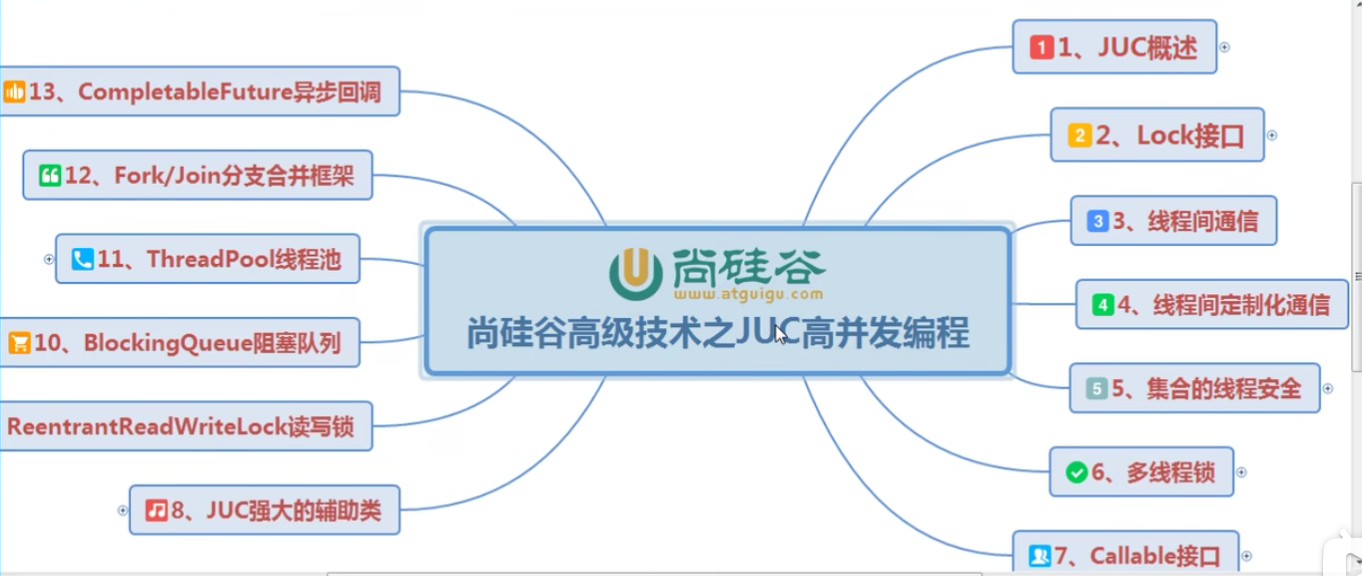 尚硅谷
www.atguigu.com
尚硅谷高级技术之JUC高并发编程
1、JUC概述
2、Lock接口
3、线程间通信
4、线程间定制化通信
5、集合的线程安全
6、多线程锁
7、Callable接口
8、JUC强大的辅助类
ReentrantReadWriteLock读写锁
10、BlockingQueue阻塞队列
11、ThreadPool线程池
12、Fork/Join分支合并框架
13、CompletableFuture异步回调